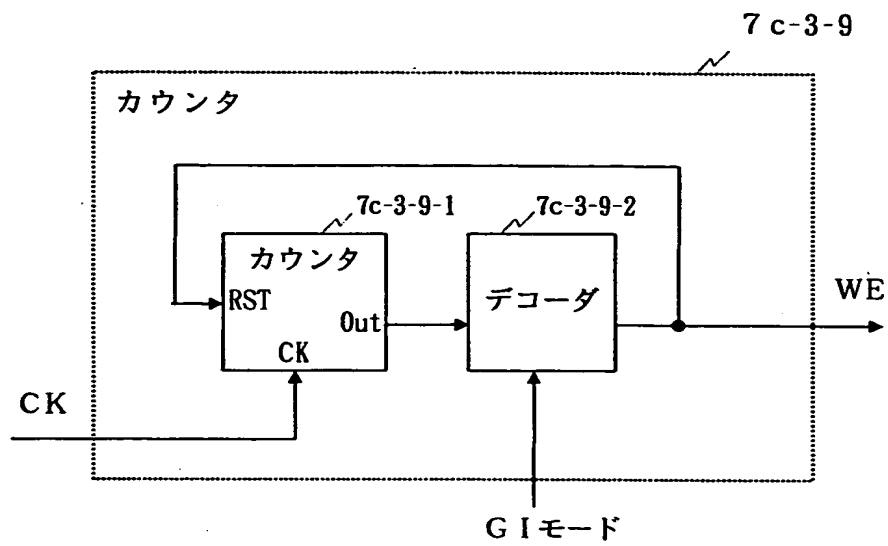 7c-3-9
カウンタ
7c-3-9-1
7c-3-9-2
カウンタ
デコーダ
RST
Out
CK
WE
CK
GIモード